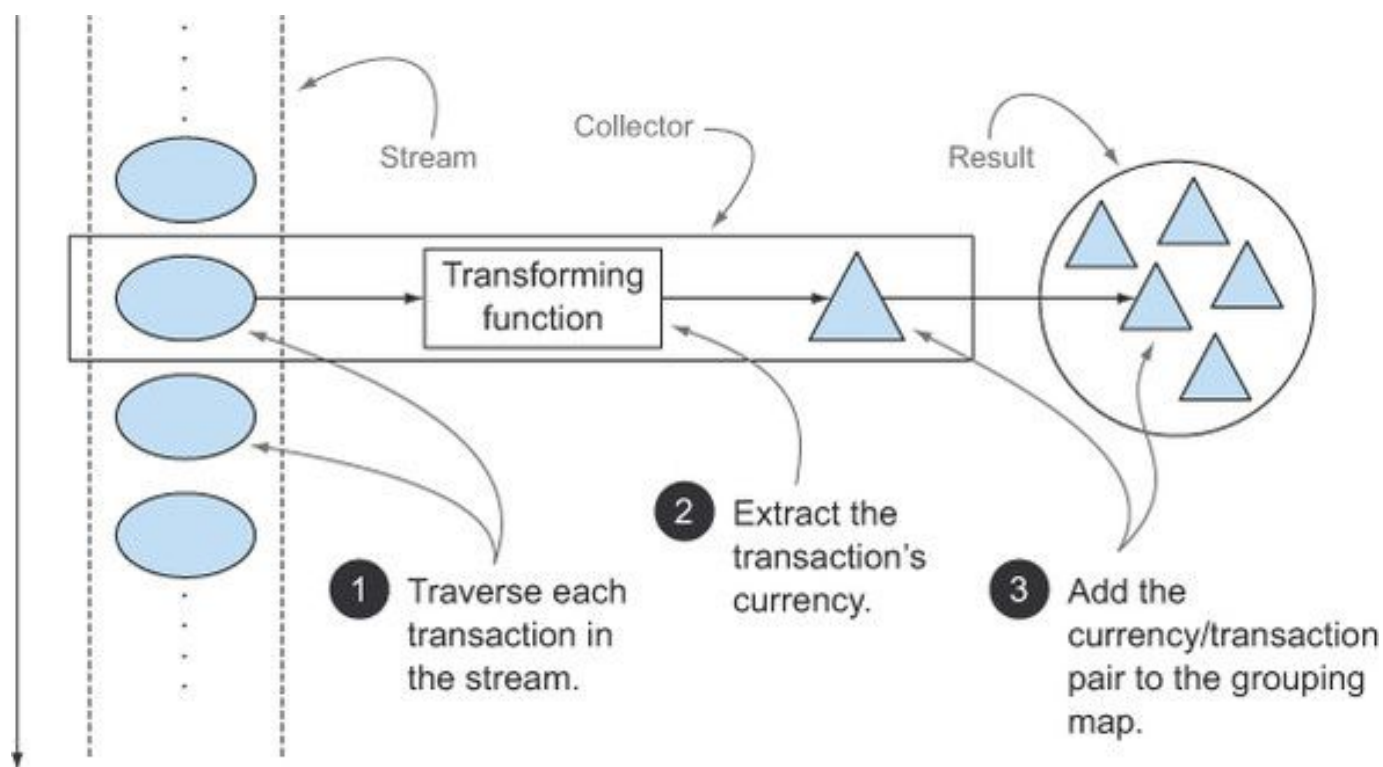 Stream
Collector
Result
Transforming
function
1 Traverse each
transaction in
the stream.
2 Extract the
transaction's
currency.
3 Add the
currency/transaction
pair to the grouping
map.